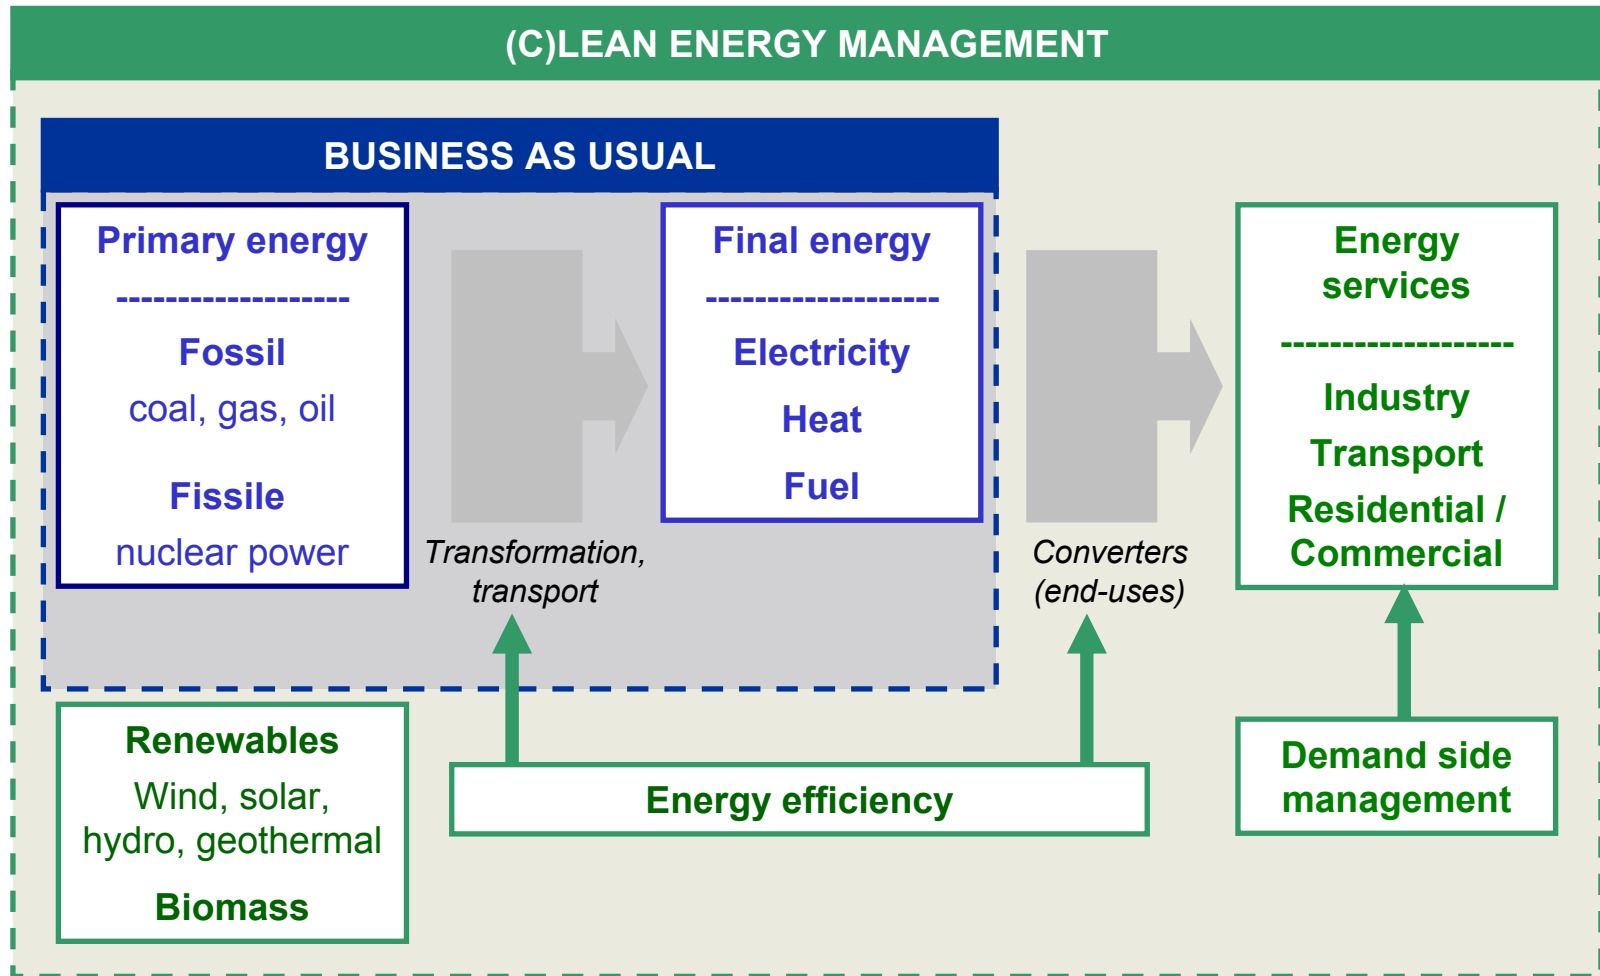 (C)LEAN ENERGY MANAGEMENT
BUSINESS AS USUAL
Primary energy
-------------------
Fossil
coal, gas, oil
Fissile
nuclear power
Transformation,
transport
Final energy
-------------------
Electricity
Heat
Fuel
Converters
(end-uses)
Energy
services
-------------------
Industry
Transport
Residential /
Commercial
Renewables
Wind, solar,
hydro, geothermal
Biomass
Energy efficiency
Demand side
management